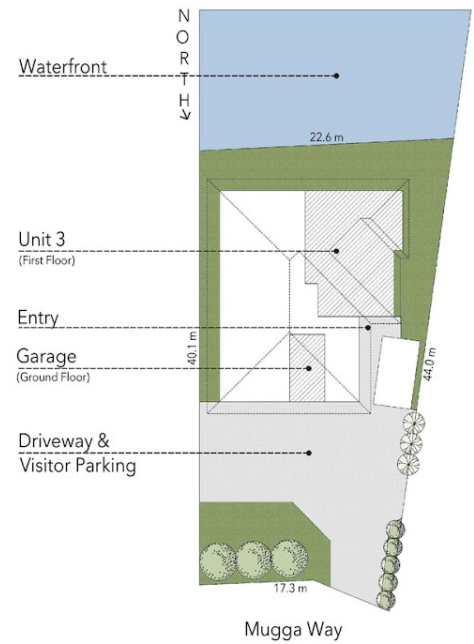 NORTH
Waterfront
22.6 m
Unit 3
(First Floor)
Entry
Garage
(Ground Floor)
40.1 m
44.0 m
Driveway &
Visitor Parking
17.3 m
Mugga Way